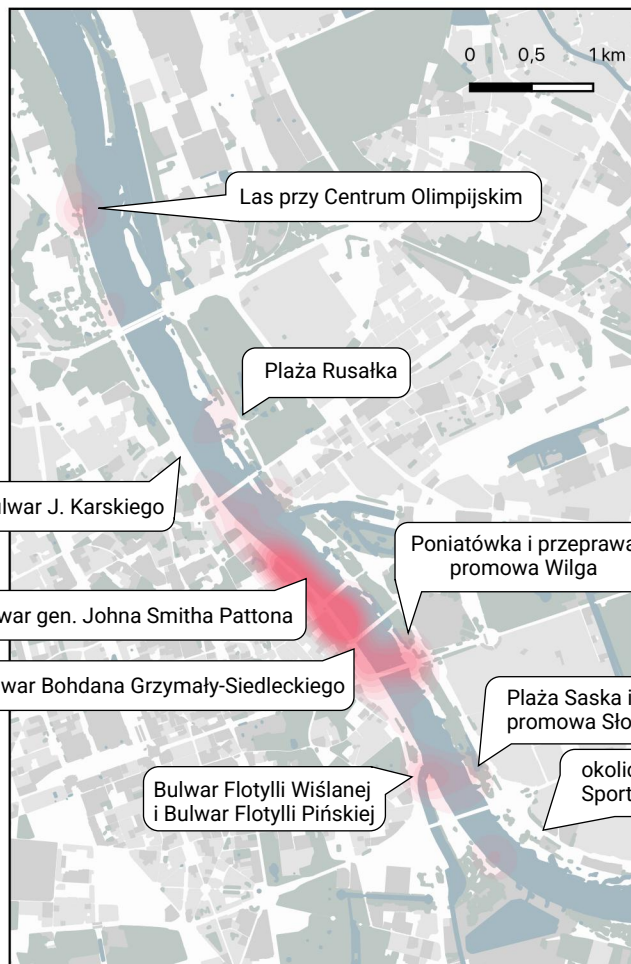 0 0,5 1 km
Las przy Centrum Olimpijskim
Plaża Rusałka
lwar J. Karskiego
Poniatówka i przeprawa
promowa Wilga
war gen. Johna Smitha Pattona
lwar Bohdana Grzymały-Siedleckiego
Plaża Saska i
promowa Sło
okolic
Sport
Bulwar Flotylli Wiślanej
i Bulwar Flotylli Pińskiej